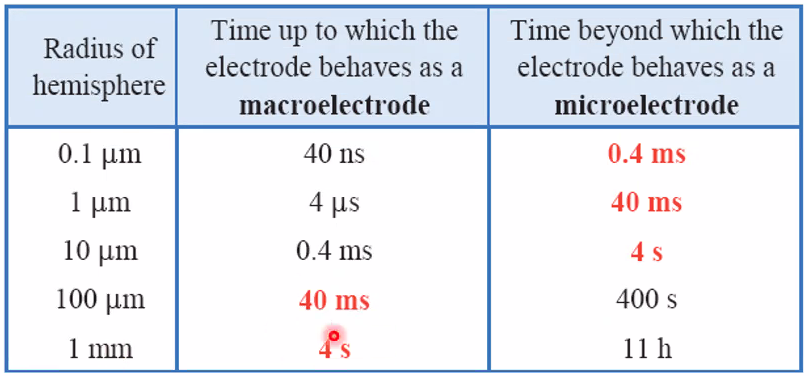 Radius of hemisphere
Time up to which the electrode behaves as a macroelectrode
Time beyond which the electrode behaves as a microelectrode
0.1 μm 40 ns 0.4 ms
1 μm 4 μs 40 ms
10 μm 0.4 ms 4 s
100 μm 40 ms 400 s
1 mm 4 s 11 h